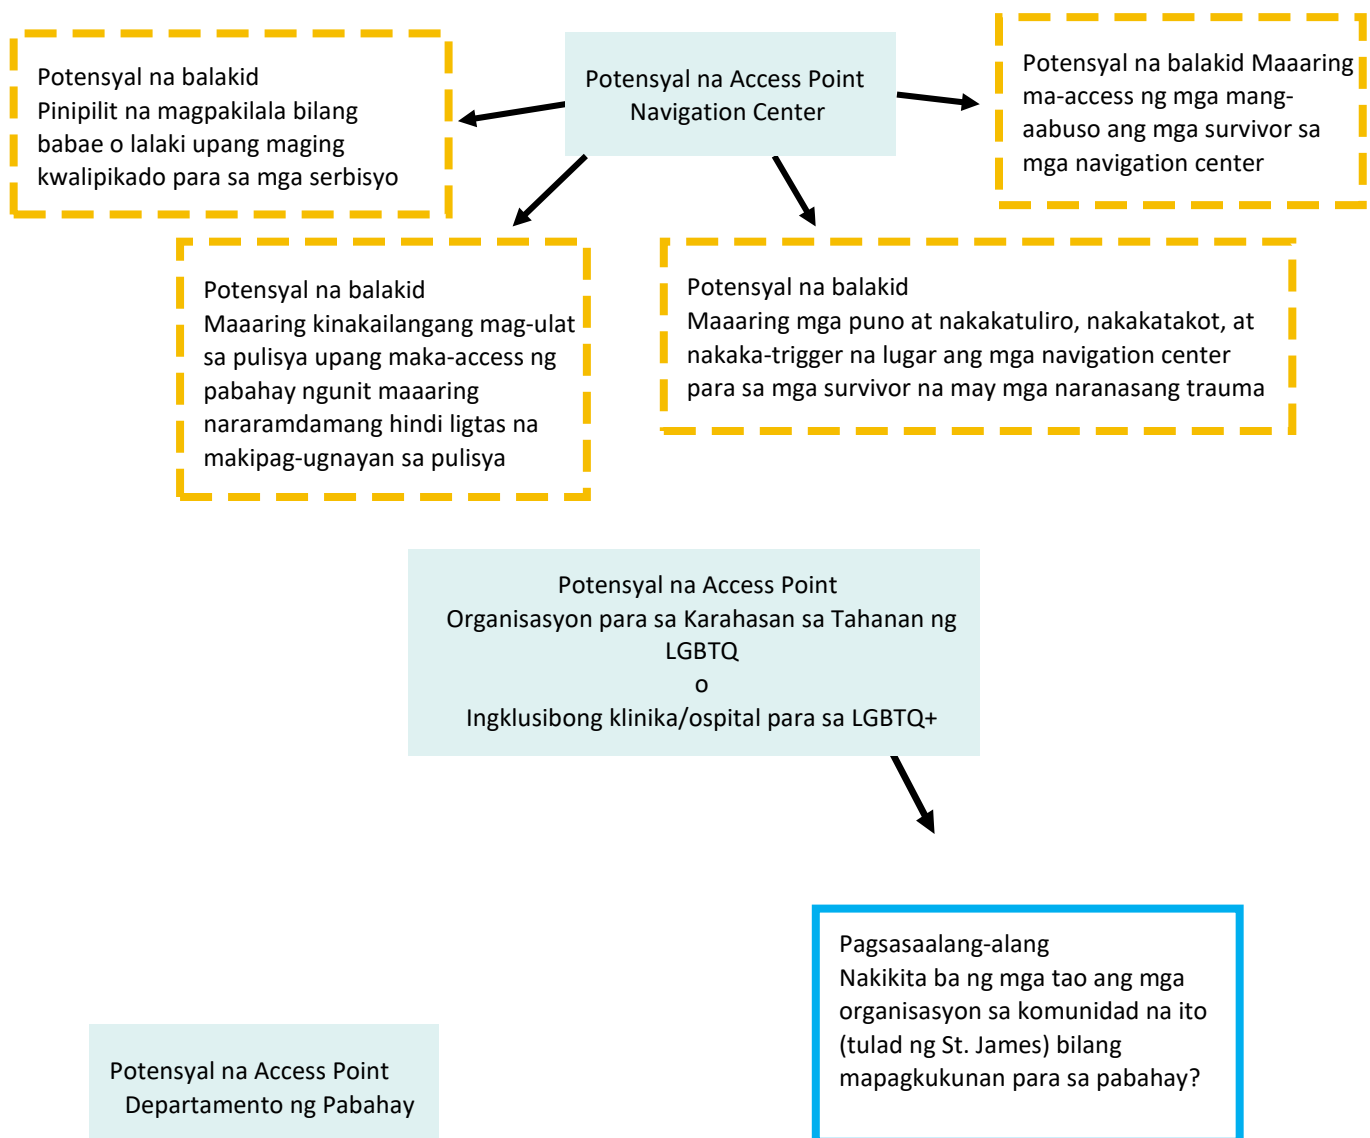 Potensyal na balakid
Pinipilit na magpakilala bilang
babae o lalaki upang maging
kwalipikado para sa mga serbisyo
Potensyal na Access Point
Navigation Center
Potensyal na balakid Maaaring
ma-access ng mga mang-
aabuso ang mga survivor sa
mga navigation center
Potensyal na balakid
Maaaring kinakailangang mag-ulat
sa pulisya upang maka-access ng
pabahay ngunit maaaring
nararamdamang hindi ligtas na
makipag-ugnayan sa pulisya
Potensyal na balakid
Maaaring mga puno at nakakatuliro, nakakatakot, at
nakaka-trigger na lugar ang mga navigation center
para sa mga survivor na may mga naranasang trauma
Potensyal na Access Point
Organisasyon para sa Karahasan sa Tahanan ng
LGBTQ
o
Ingklusibong klinika/ospital para sa LGBTQ+
Pagsasaalang-alang
Nakikita ba ng mga tao ang mga
organisasyon sa komunidad na ito
(tulad ng St. James) bilang
mapagkukunan para sa pabahay?
Potensyal na Access Point
Departamento ng Pabahay